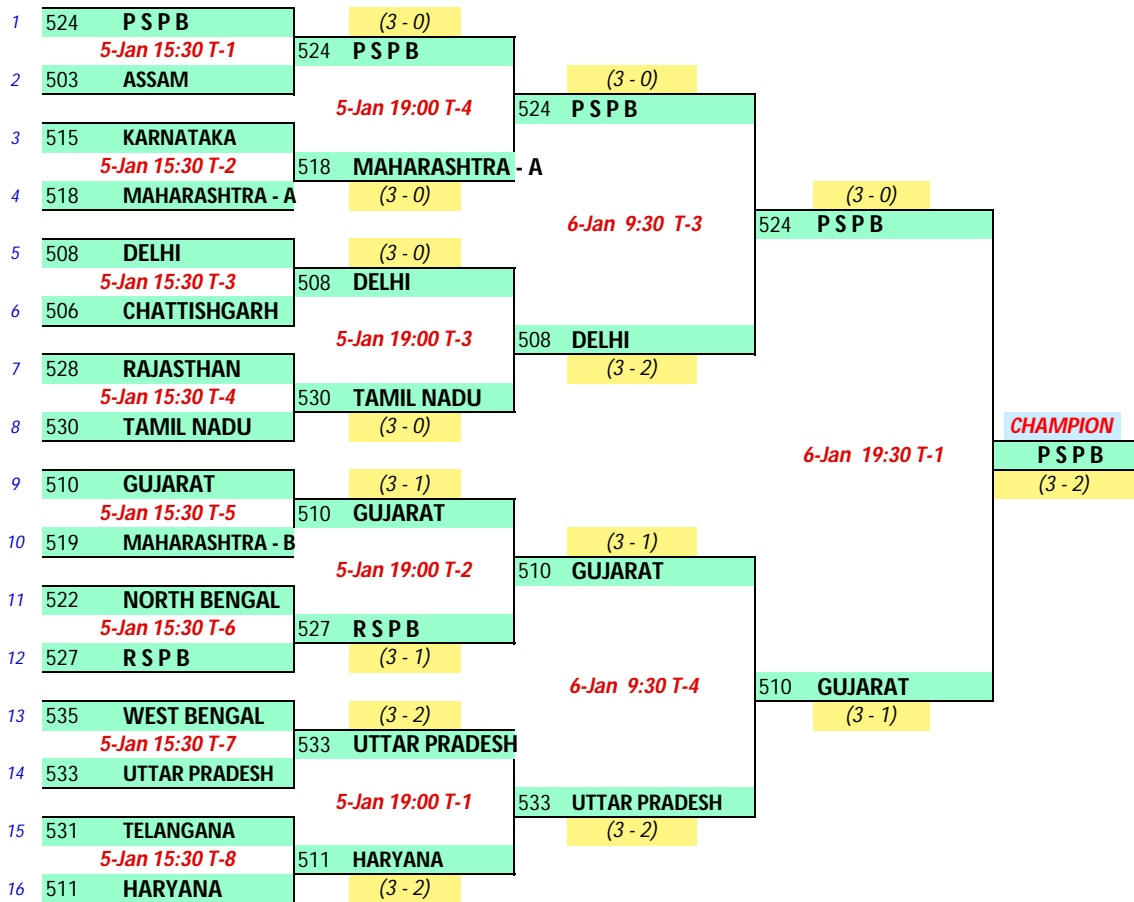 1 524 P S P B (3 - 0)
5-Jan 15:30 T-1 524 P S P B
2 503 ASSAM (3 - 0)
5-Jan 19:00 T-4 524 P S P B
3 515 KARNATAKA
5-Jan 15:30 T-2 518 MAHARASHTRA - A
4 518 MAHARASHTRA - A (3 - 0) (3 - 0)
6-Jan 9:30 T-3 524 P S P B
5 508 DELHI (3 - 0)
5-Jan 15:30 T-3 508 DELHI
6 506 CHATTISHGARH
5-Jan 19:00 T-3 508 DELHI
7 528 RAJASTHAN (3 - 2)
5-Jan 15:30 T-4 530 TAMIL NADU
8 530 TAMIL NADU (3 - 0) CHAMPION
6-Jan 19:30 T-1 P S P B
9 510 GUJARAT (3 - 1) (3 - 2)
5-Jan 15:30 T-5 510 GUJARAT
10 519 MAHARASHTRA - B (3 - 1)
5-Jan 19:00 T-2 510 GUJARAT
11 522 NORTH BENGAL
5-Jan 15:30 T-6 527 R S P B
12 527 R S P B (3 - 1)
6-Jan 9:30 T-4 510 GUJARAT
13 535 WEST BENGAL (3 - 2) (3 - 1)
5-Jan 15:30 T-7 533 UTTAR PRADESH
14 533 UTTAR PRADESH
5-Jan 19:00 T-1 533 UTTAR PRADESH
15 531 TELANGANA (3 - 2)
5-Jan 15:30 T-8 511 HARYANA
16 511 HARYANA (3 - 2)